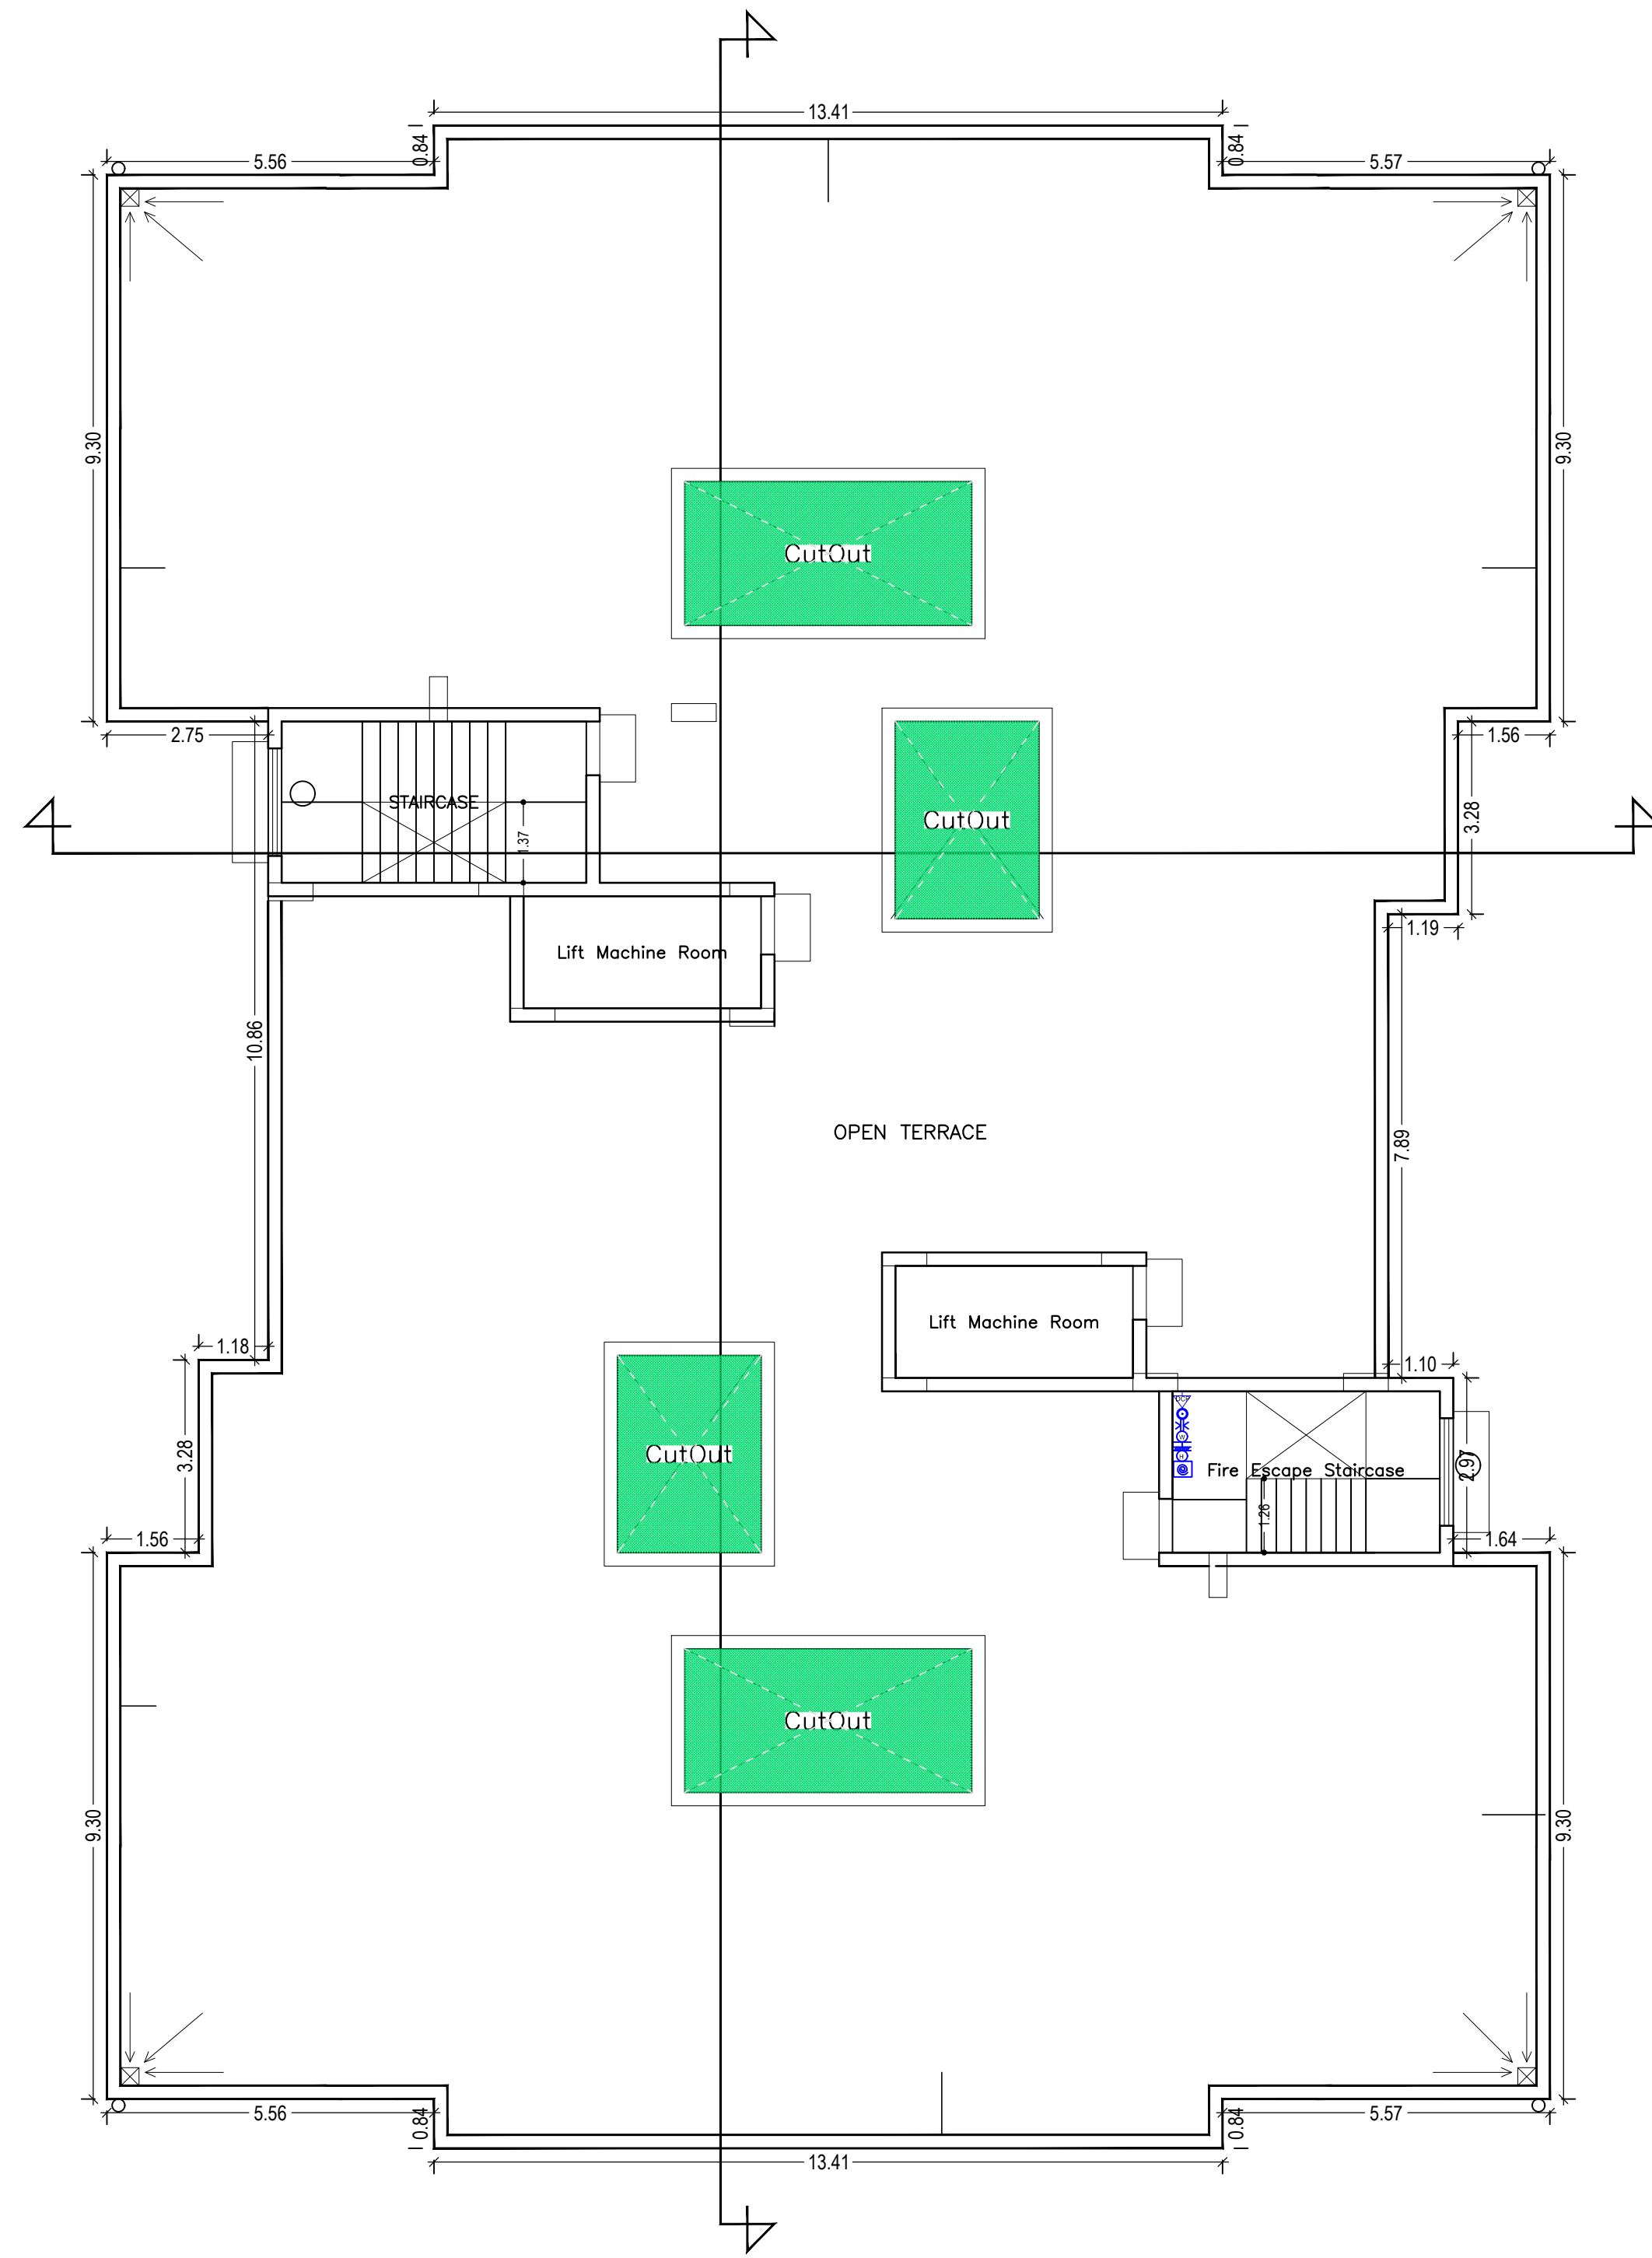 13.41
0.84
0.84
5.56
5.57
9.30
9.30
CutOut
2.75
1.56
STAIRCASE
1.37
CutOut
3.28
1.19
Lift Machine Room
10.86
OPEN TERRACE
7.89
Lift Machine Room
1.18
1.10
DCP
W
H
3.28
CutOut
Fire Escape Staircase
2.97
1.26
1.56
1.64
CutOut
9.30
9.30
5.56
0.84
0.84
5.57
13.41